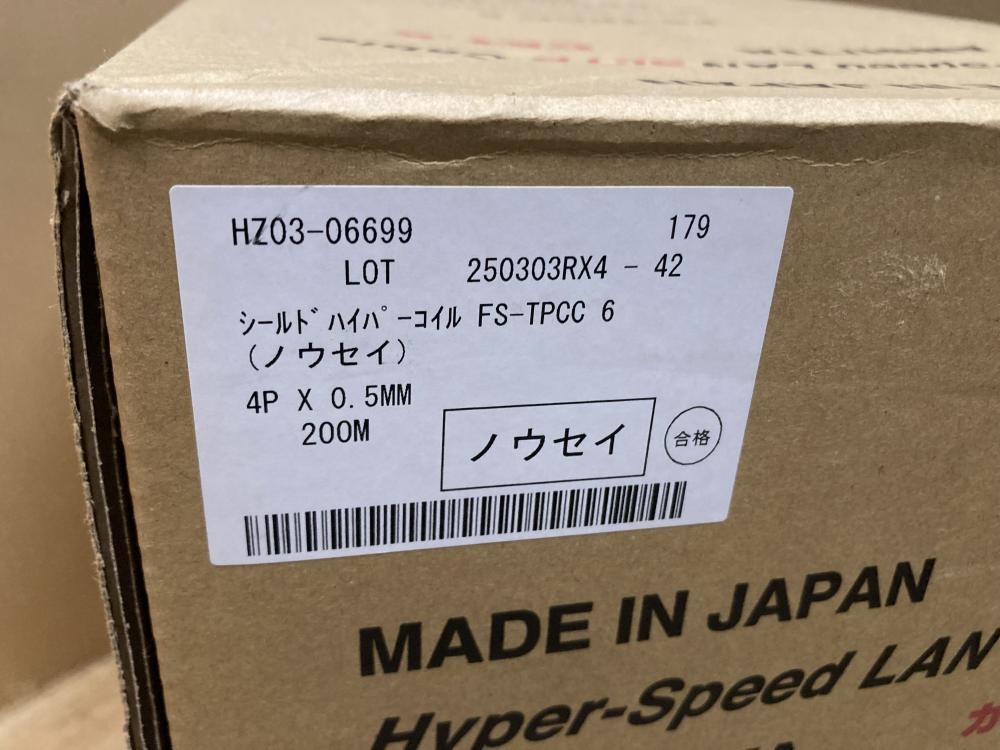 HZ03-06699 179
LOT 250303RX4 - 42
ｼｰﾙﾄﾞﾊｲﾊﾟｰｺｲﾙ FS-TPCC 6
(ノウセイ)
4P X 0.5MM
200M
ノウセイ
合格
MADE IN JAPAN
Hyper-Speed LAN